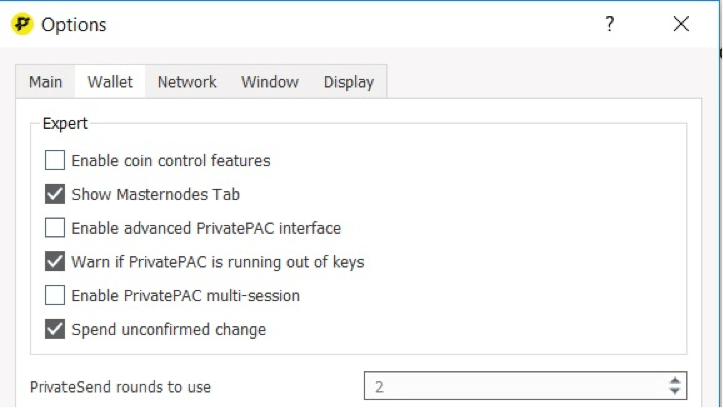 Options ?
Main Wallet Network Window Display
Expert
Enable coin control features
Show Masternodes Tab
Enable advanced PrivatePAC interface
Warn if PrivatePAC is running out of keys
Enable PrivatePAC multi-session
Spend unconfirmed change
PrivateSend rounds to use 2